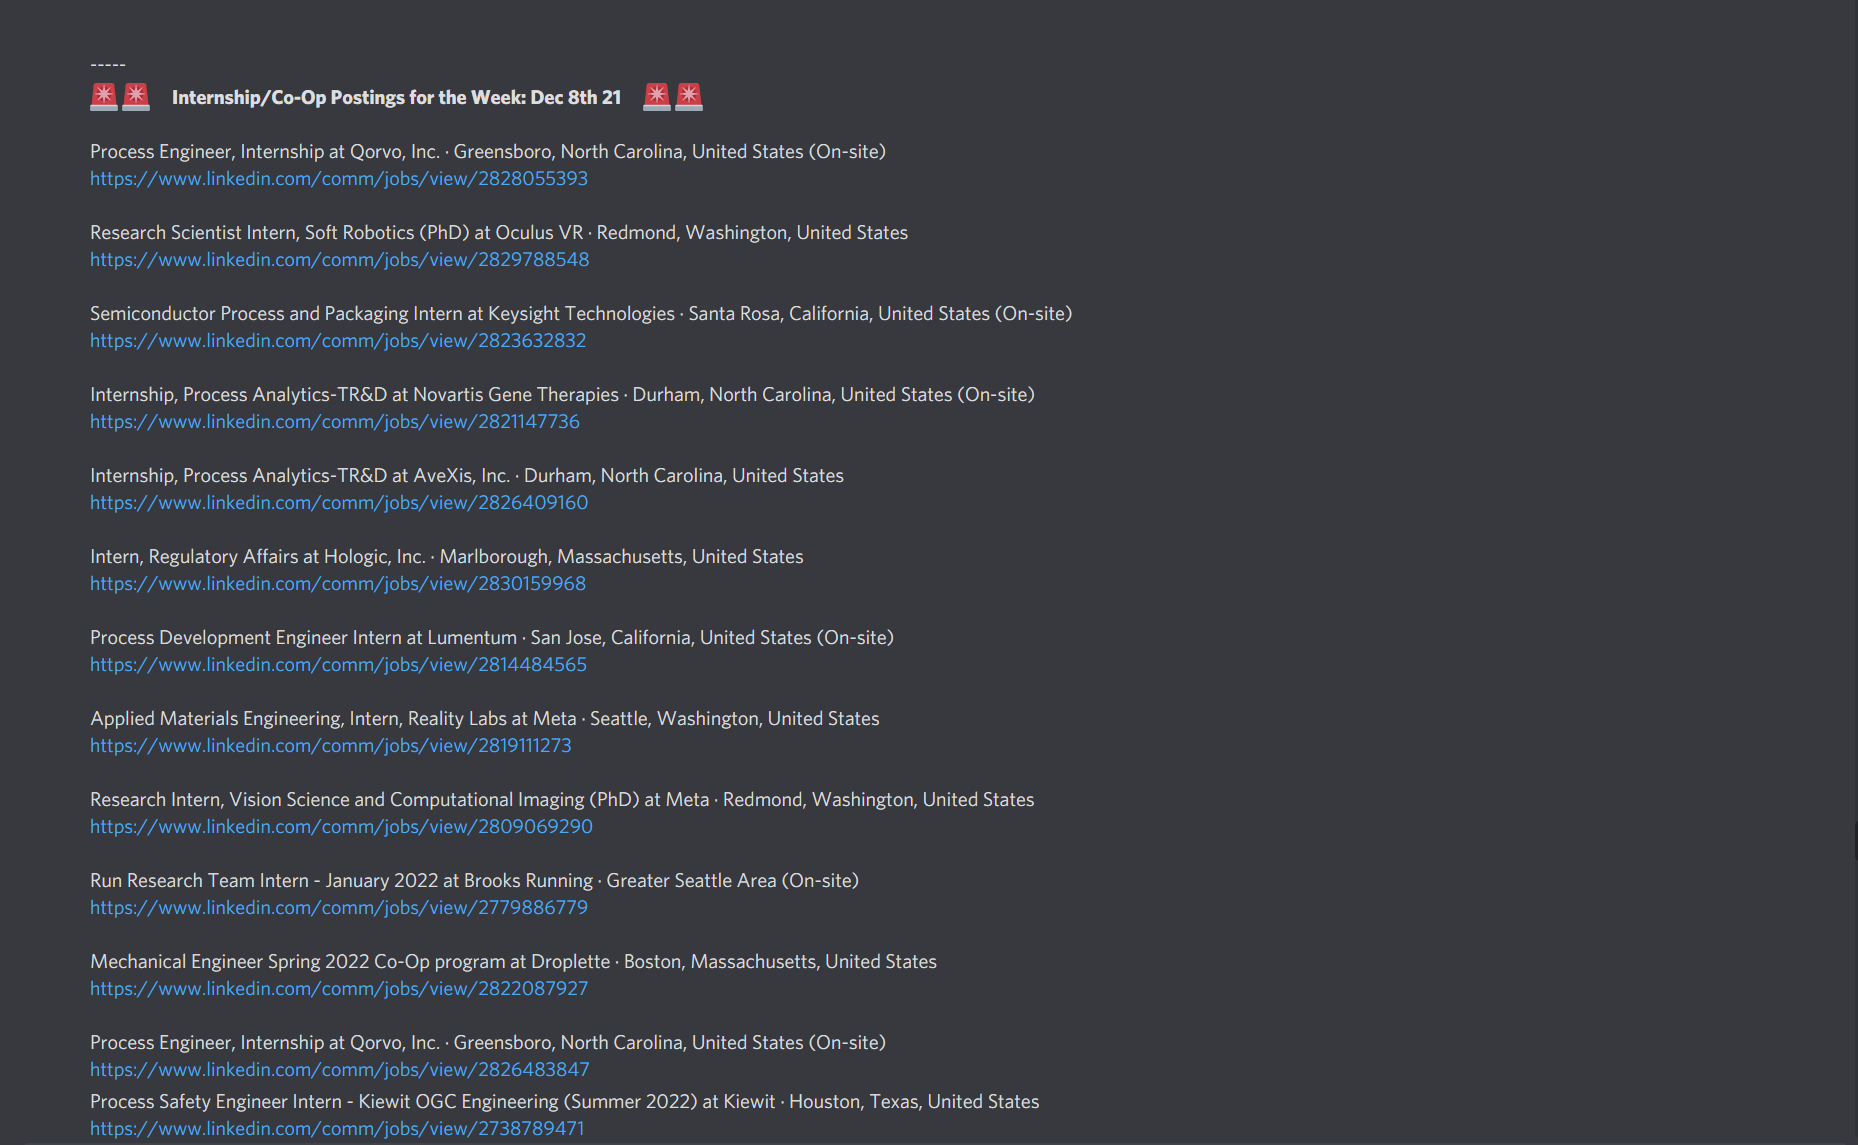 -----
Internship/Co-Op Postings for the Week: Dec 8th 21
Process Engineer, Internship at Qorvo, Inc. · Greensboro, North Carolina, United States (On-site)
https://www.linkedin.com/comm/jobs/view/2828055393
Research Scientist Intern, Soft Robotics (PhD) at Oculus VR · Redmond, Washington, United States
https://www.linkedin.com/comm/jobs/view/2829788548
Semiconductor Process and Packaging Intern at Keysight Technologies · Santa Rosa, California, United States (On-site)
https://www.linkedin.com/comm/jobs/view/2823632832
Internship, Process Analytics-TR&D at Novartis Gene Therapies · Durham, North Carolina, United States (On-site)
https://www.linkedin.com/comm/jobs/view/2821147736
Internship, Process Analytics-TR&D at AveXis, Inc. · Durham, North Carolina, United States
https://www.linkedin.com/comm/jobs/view/2826409160
Intern, Regulatory Affairs at Hologic, Inc. · Marlborough, Massachusetts, United States
https://www.linkedin.com/comm/jobs/view/2830159968
Process Development Engineer Intern at Lumentum · San Jose, California, United States (On-site)
https://www.linkedin.com/comm/jobs/view/2814484565
Applied Materials Engineering, Intern, Reality Labs at Meta · Seattle, Washington, United States
https://www.linkedin.com/comm/jobs/view/2819111273
Research Intern, Vision Science and Computational Imaging (PhD) at Meta · Redmond, Washington, United States
https://www.linkedin.com/comm/jobs/view/2809069290
Run Research Team Intern - January 2022 at Brooks Running · Greater Seattle Area (On-site)
https://www.linkedin.com/comm/jobs/view/2779886779
Mechanical Engineer Spring 2022 Co-Op program at Droplette · Boston, Massachusetts, United States
https://www.linkedin.com/comm/jobs/view/2822087927
Process Engineer, Internship at Qorvo, Inc. · Greensboro, North Carolina, United States (On-site)
https://www.linkedin.com/comm/jobs/view/2826483847
Process Safety Engineer Intern - Kiewit OGC Engineering (Summer 2022) at Kiewit · Houston, Texas, United States
https://www.linkedin.com/comm/jobs/view/2738789471